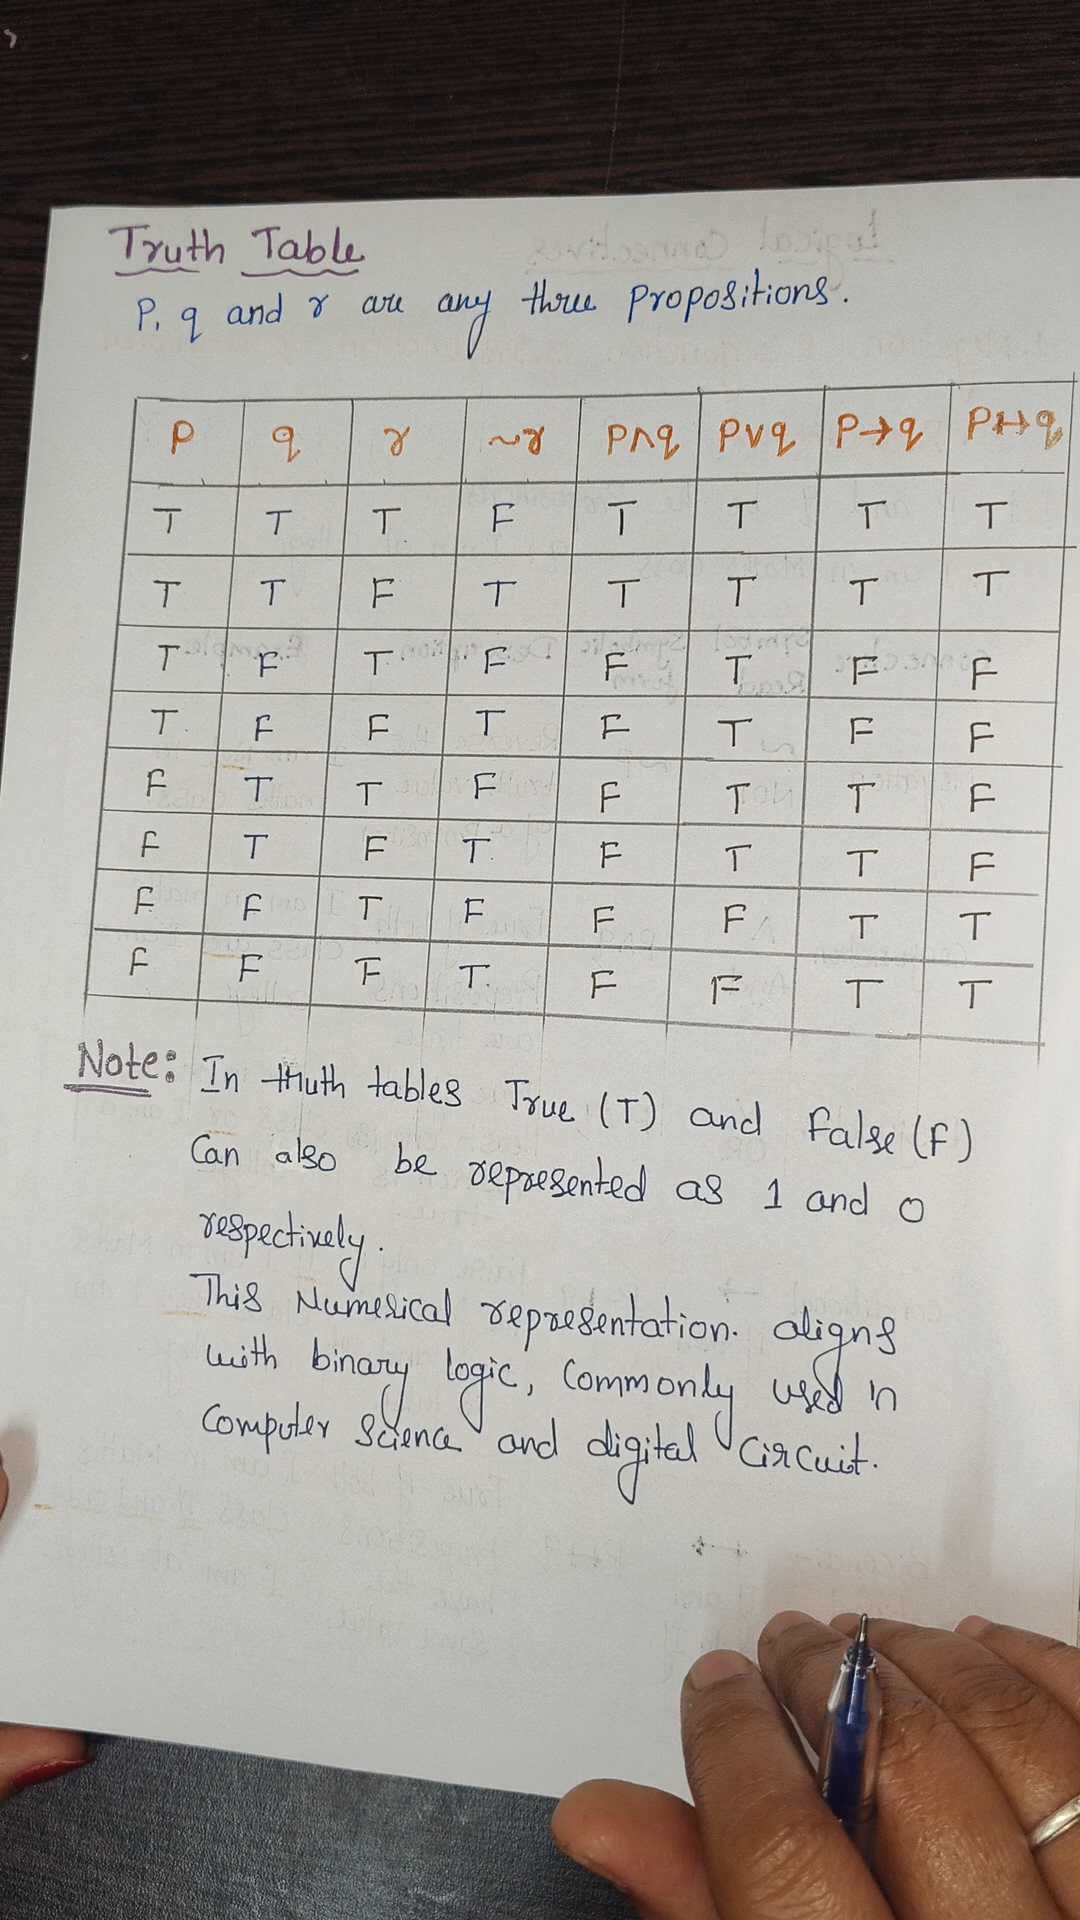 Truth Table
P, q and r are any three propositions.
P q r ~r P∧q P∨q P→q P↔q
T T T F T T T T
T T F T T T T T
T F T F F T F F
T F F T F T F F
F T T F F T T F
F T F T F T T F
F F T F F F T T
F F F T F F T T
Note: In truth tables True (T) and False (F)
Can also be represented as 1 and 0
respectively.
This Numerical representation. aligns
with binary logic, Commonly used in
Computer Science and digital Circuit.